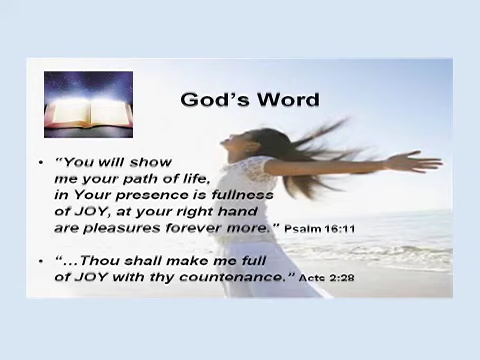 God's Word
• "You will show
me your path of life,
in Your presence is fullness
of JOY, at your right hand
are pleasures forever more." Psalm 16:11
• "...Thou shall make me full
of JOY with thy countenance." Acts 2:28